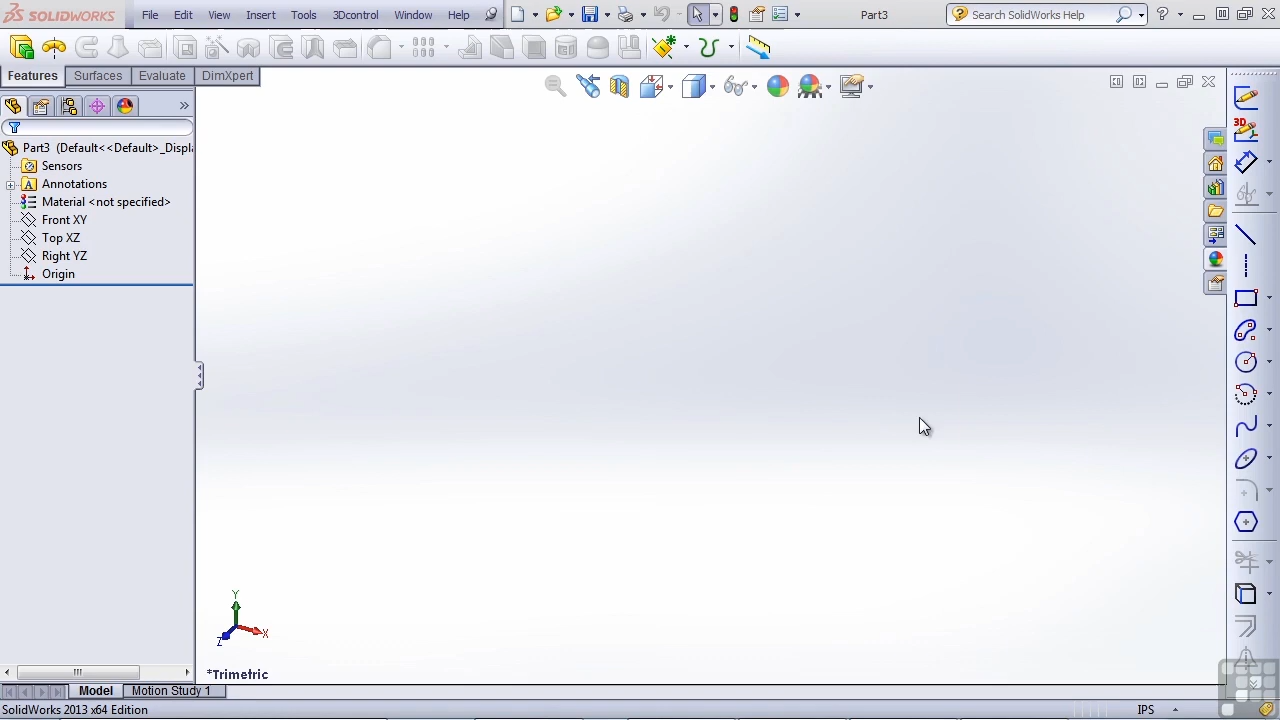 SOLIDWORKS File Edit View Insert Tools 3Dcontrol Window Help Part3 Search SolidWorks Help
3D
Features Surfaces Evaluate DimXpert
Part3 (Default<<Default>_Displa
Sensors
Annotations
Material <not specified>
Front XY
Top XZ
Right YZ
Origin
Y
X
Z
*Trimetric
Model Motion Study 1
SolidWorks 2013 x64 Edition IPS